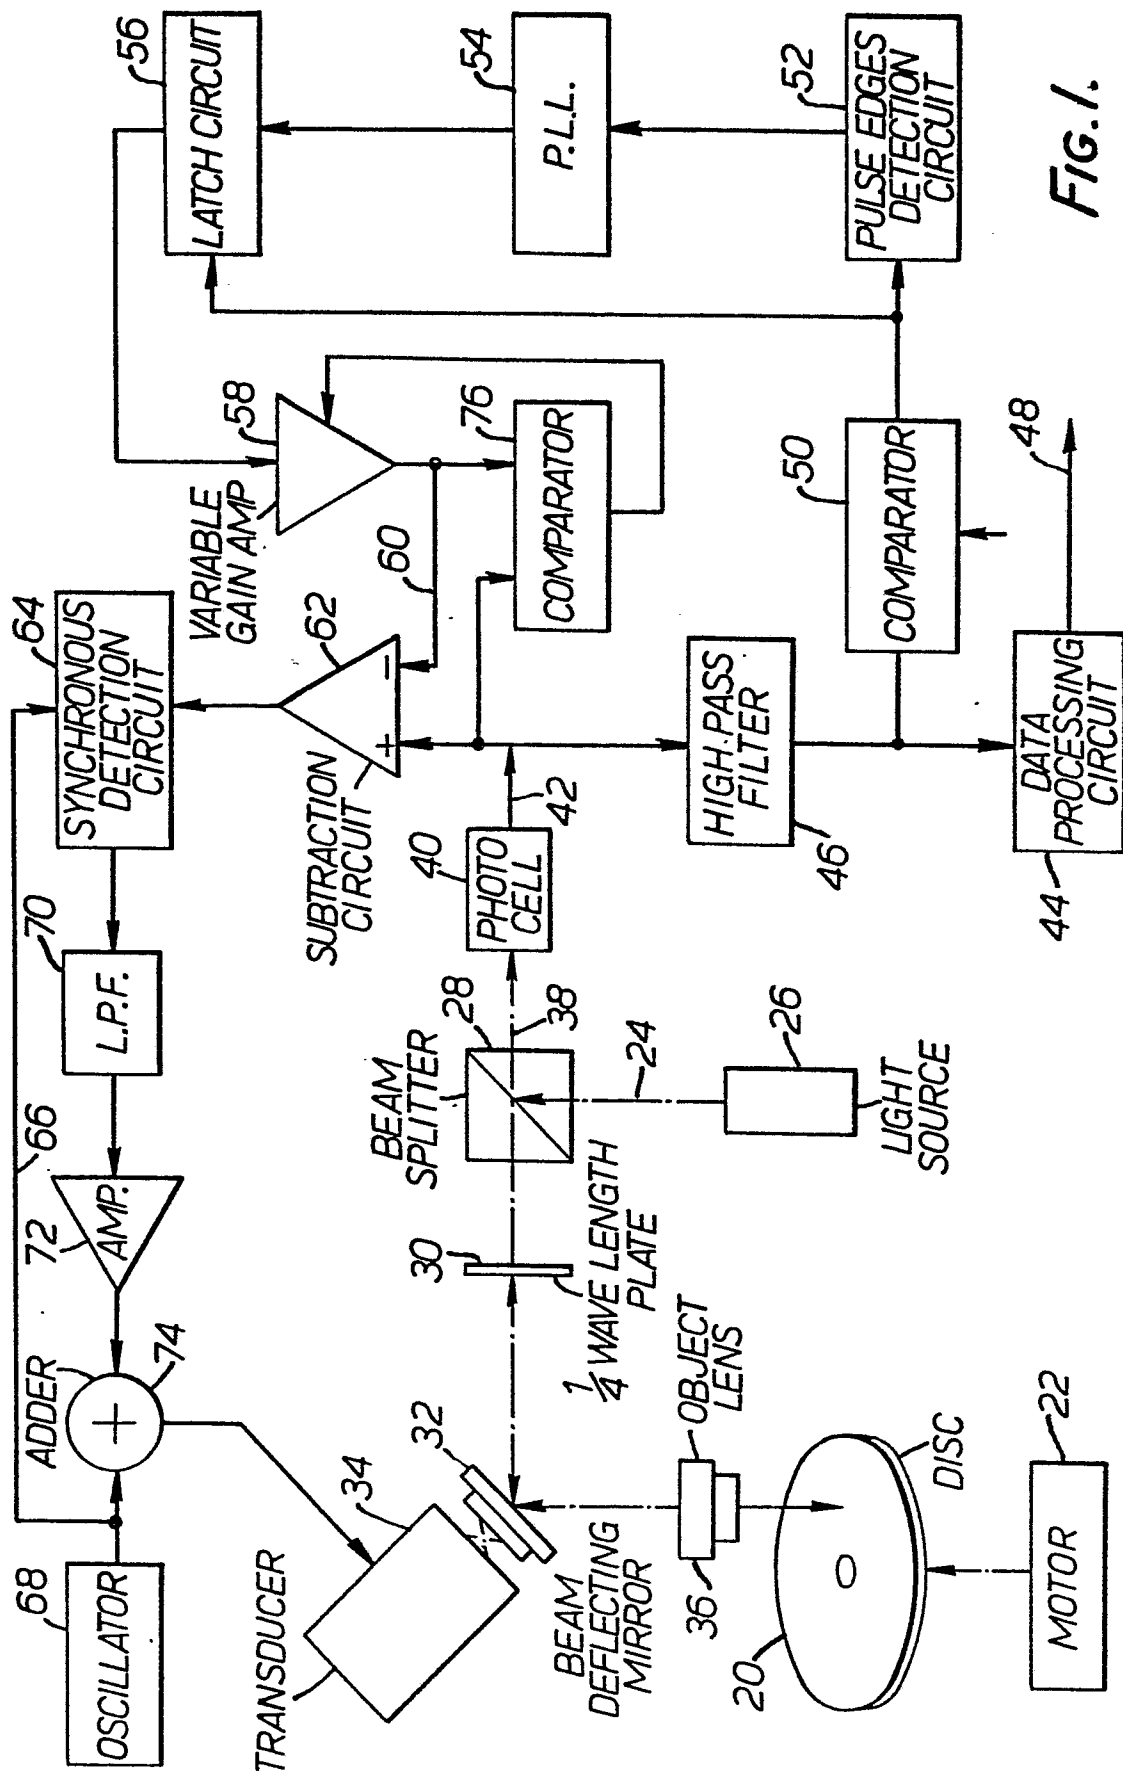 68
OSCILLATOR
ADDER
74
72
AMP.
66
70
L.P.F.
64
SYNCHRONOUS
DETECTION
CIRCUIT
VARIABLE
GAIN AMP
58
56
LATCH CIRCUIT
TRANSDUCER
34
32
BEAM
DEFLECTING
MIRROR
30
1/4 WAVE LENGTH
PLATE
BEAM
SPLITTER
28
38
SUBTRACTION
CIRCUIT
+
−
62
60
40
PHOTO
CELL
42
76
COMPARATOR
54
P.L.L.
36
OBJECT
LENS
24
26
LIGHT
SOURCE
HIGH-PASS
FILTER
46
50
COMPARATOR
52
PULSE EDGES
DETECTION
CIRCUIT
20
DISC
22
MOTOR
44
DATA
PROCESSING
CIRCUIT
48
FIG. 1.